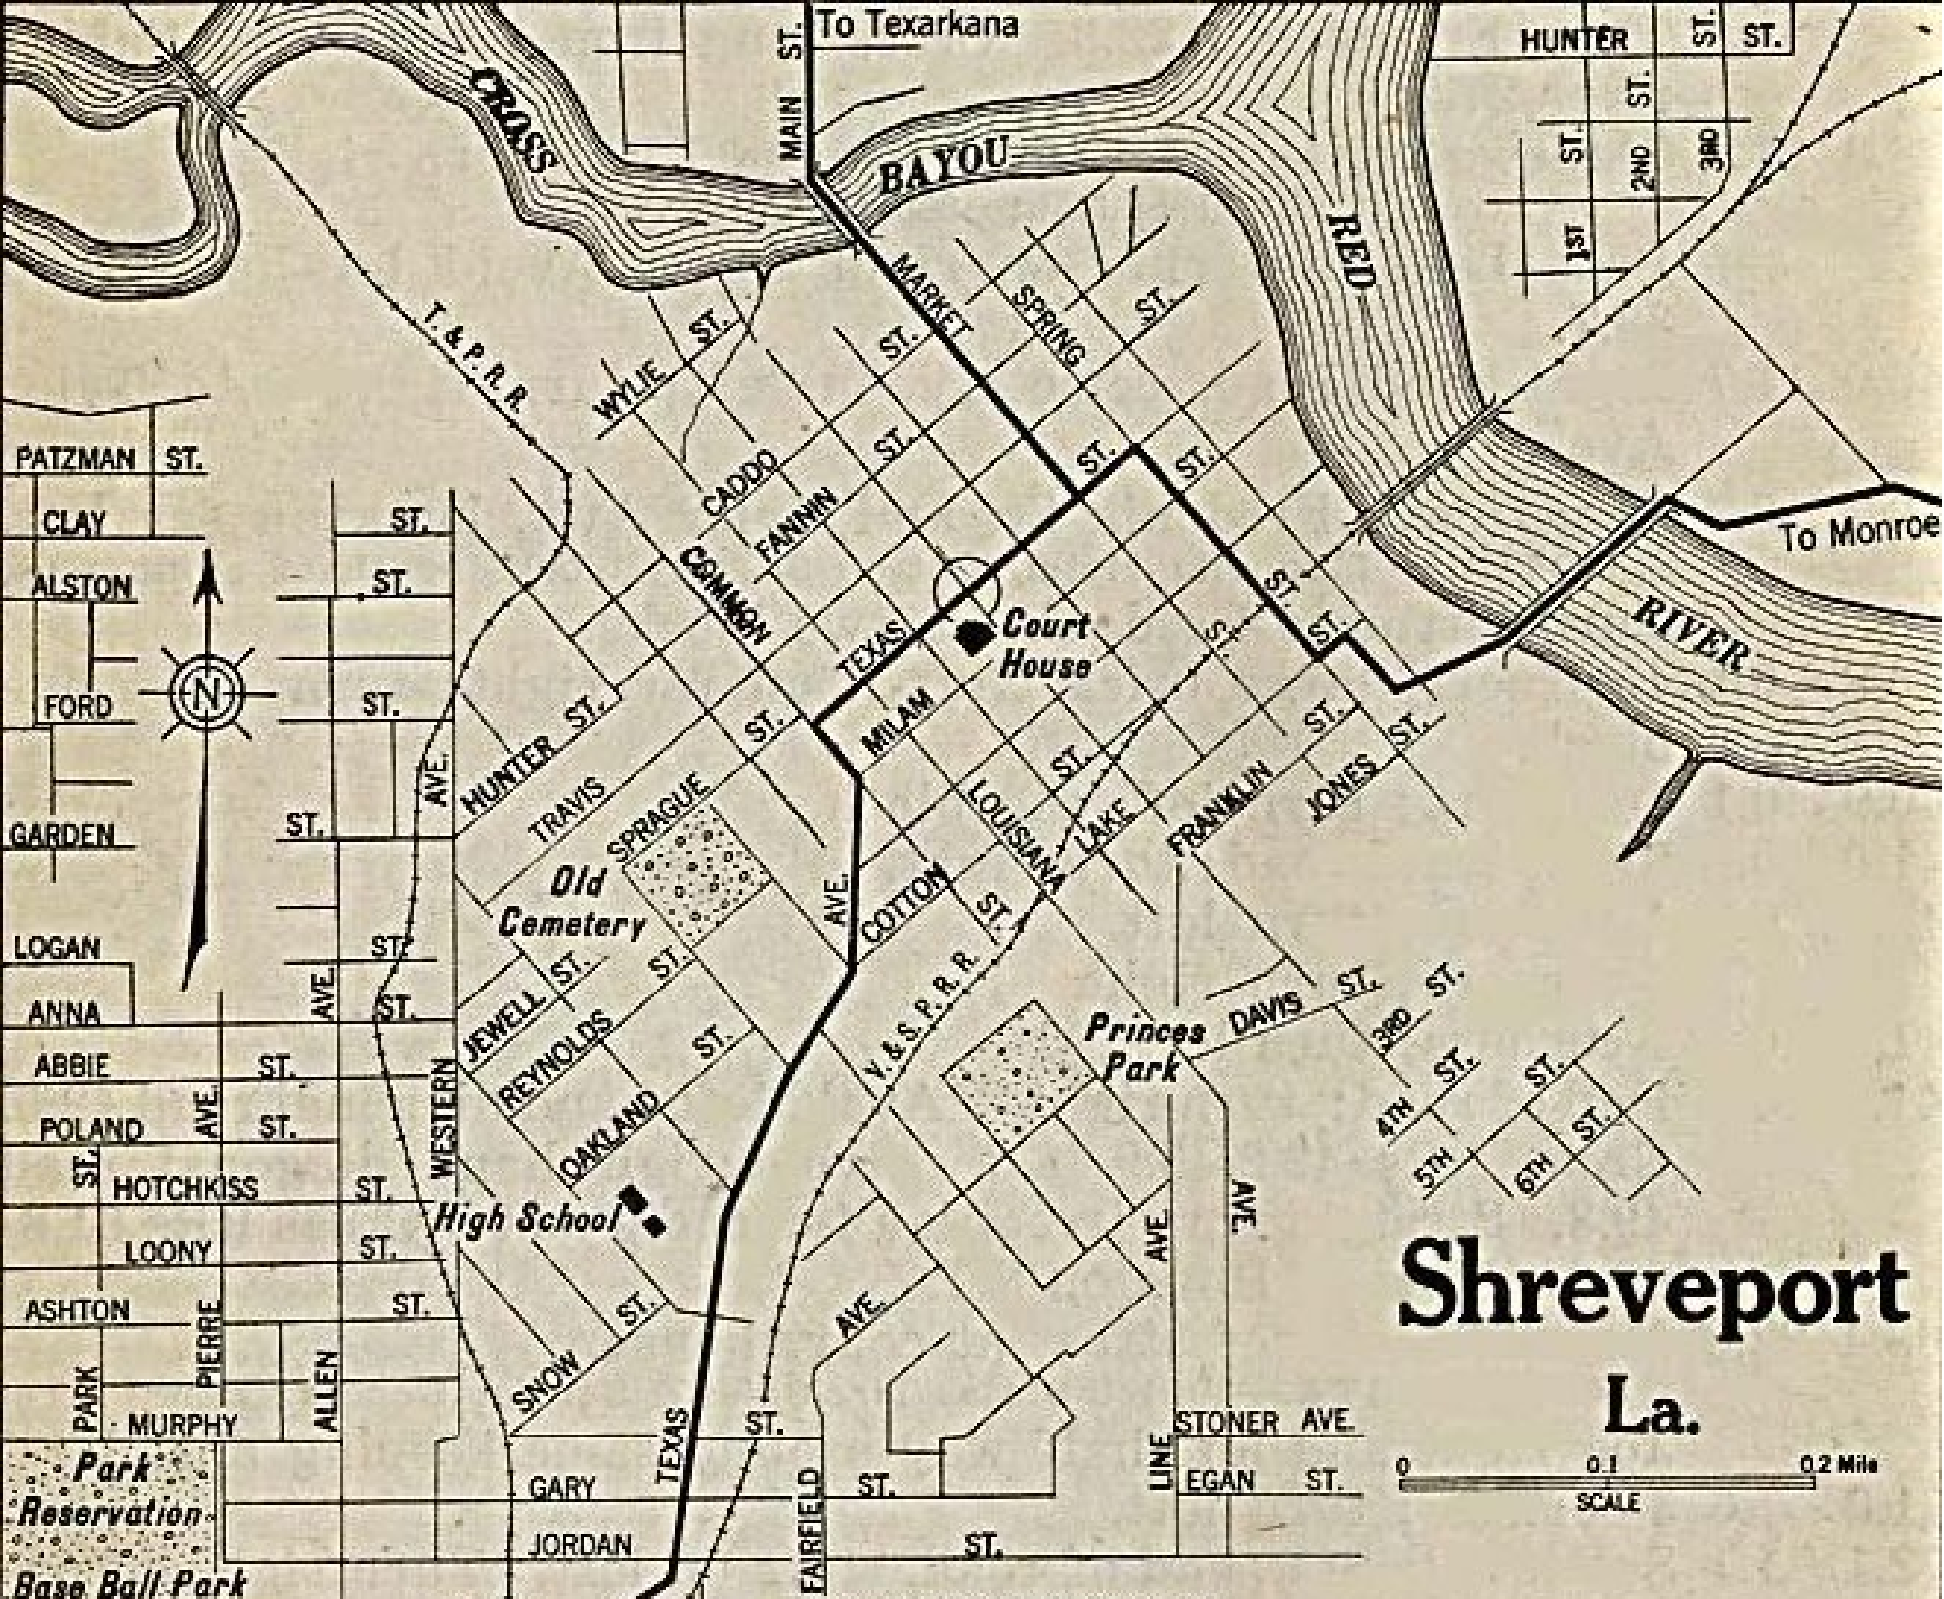 To Texarkana
MAIN ST.
HUNTER ST.
ST.
CROSS
BAYOU
RED
RIVER
1ST ST.
2ND ST.
3RD
T. & P. R. R.
MARKET
SPRING
ST.
WYLIE ST.
ST.
CADDO
ST.
FANNIN
ST.
ST.
ST.
ST.
To Monroe
PATZMAN ST.
CLAY
ST.
ALSTON
ST.
N
FORD
ST.
COMMON
TEXAS
Court
House
ST.
MILAM
HUNTER ST.
ST.
TRAVIS
SPRAGUE
AVE.
GARDEN
ST.
Old
Cemetery
LOUISIANA
ST.
LAKE
FRANKLIN
ST.
JONES
ST.
AVE.
COTTON
ST.
LOGAN
ST.
ANNA
ST.
AVE.
JEWELL
ST.
REYNOLDS
ST.
OAKLAND
ST.
V. & S. P. R. R.
Princes
Park
DAVIS
ST.
3RD
ST.
4TH
ST.
5TH
ST.
6TH
ST.
ABBIE
ST.
POLAND
AVE.
ST.
WESTERN
ST.
HOTCHKISS
ST.
High School
LOONY
ST.
ASHTON
ST.
PIERRE
PARK
ALLEN
SNOW
ST.
AVE.
AVE.
AVE.
Shreveport
La.
0 0.1 0.2 Mile
SCALE
MURPHY
ST.
TEXAS
STONER AVE.
LINE
EGAN ST.
Park
Reservation
Base Ball Park
GARY
ST.
FAIRFIELD
JORDAN
ST.